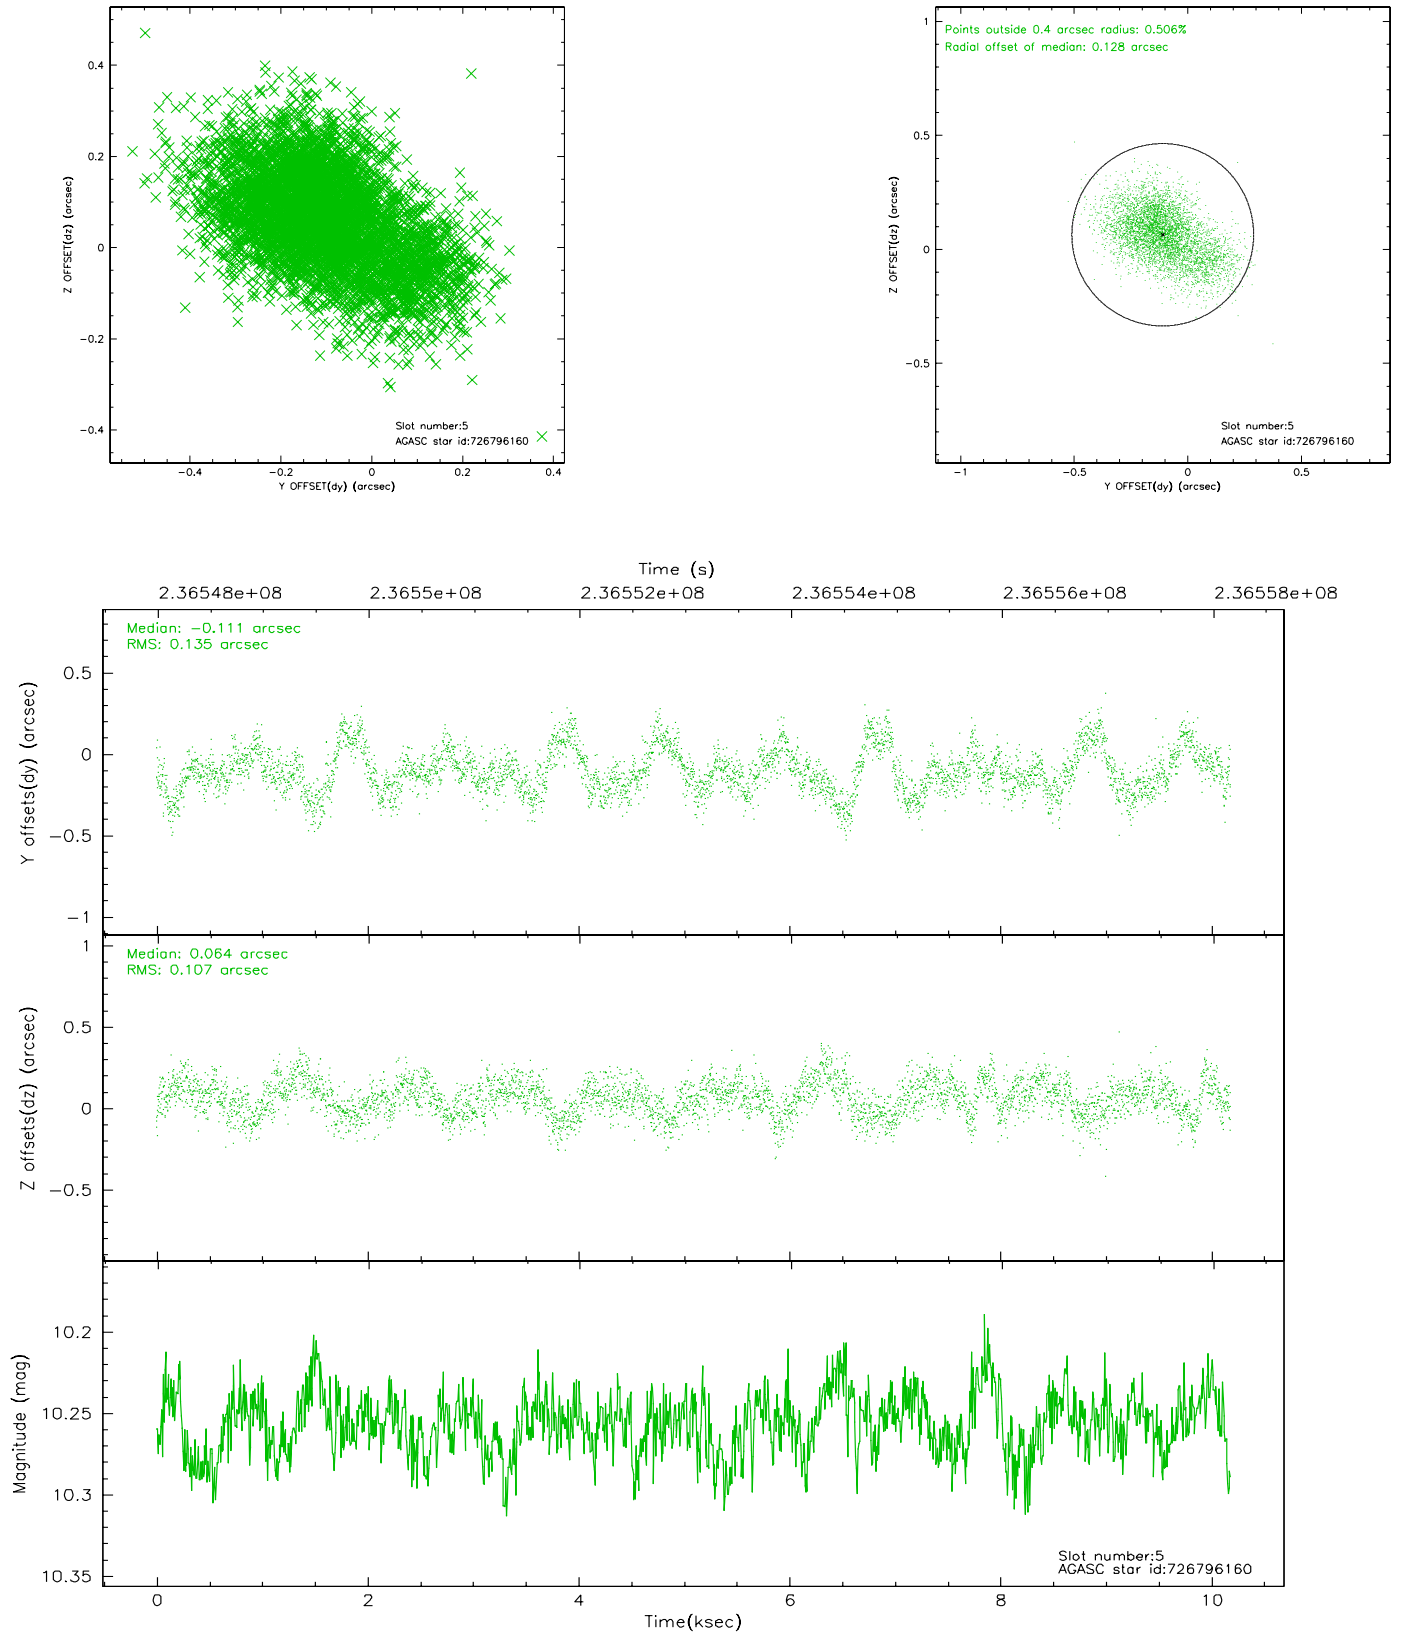 0.4
0.2
0
−0.2
−0.4
Z OFFSET(dz) (arcsec)
Slot number:5
AGASC star id:726796160
−0.4
−0.2
0
0.2
0.4
Y OFFSET(dy) (arcsec)
Points outside 0.4 arcsec radius: 0.506%
Radial offset of median: 0.128 arcsec
1
0.5
0
−0.5
Z OFFSET(dz) (arcsec)
Slot number:5
AGASC star id:726796160
−1
−0.5
0
0.5
Y OFFSET(dy) (arcsec)
Time (s)
2.36548e+08
2.3655e+08
2.36552e+08
2.36554e+08
2.36556e+08
2.36558e+08
Median: −0.111 arcsec
RMS: 0.135 arcsec
0.5
0
−0.5
−1
Y offsets(dy) (arcsec)
Median: 0.064 arcsec
RMS: 0.107 arcsec
1
0.5
0
−0.5
Z offsets(dz) (arcsec)
10.2
10.25
10.3
10.35
Magnitude (mag)
Slot number:5
AGASC star id:726796160
0
2
4
6
8
10
Time(ksec)